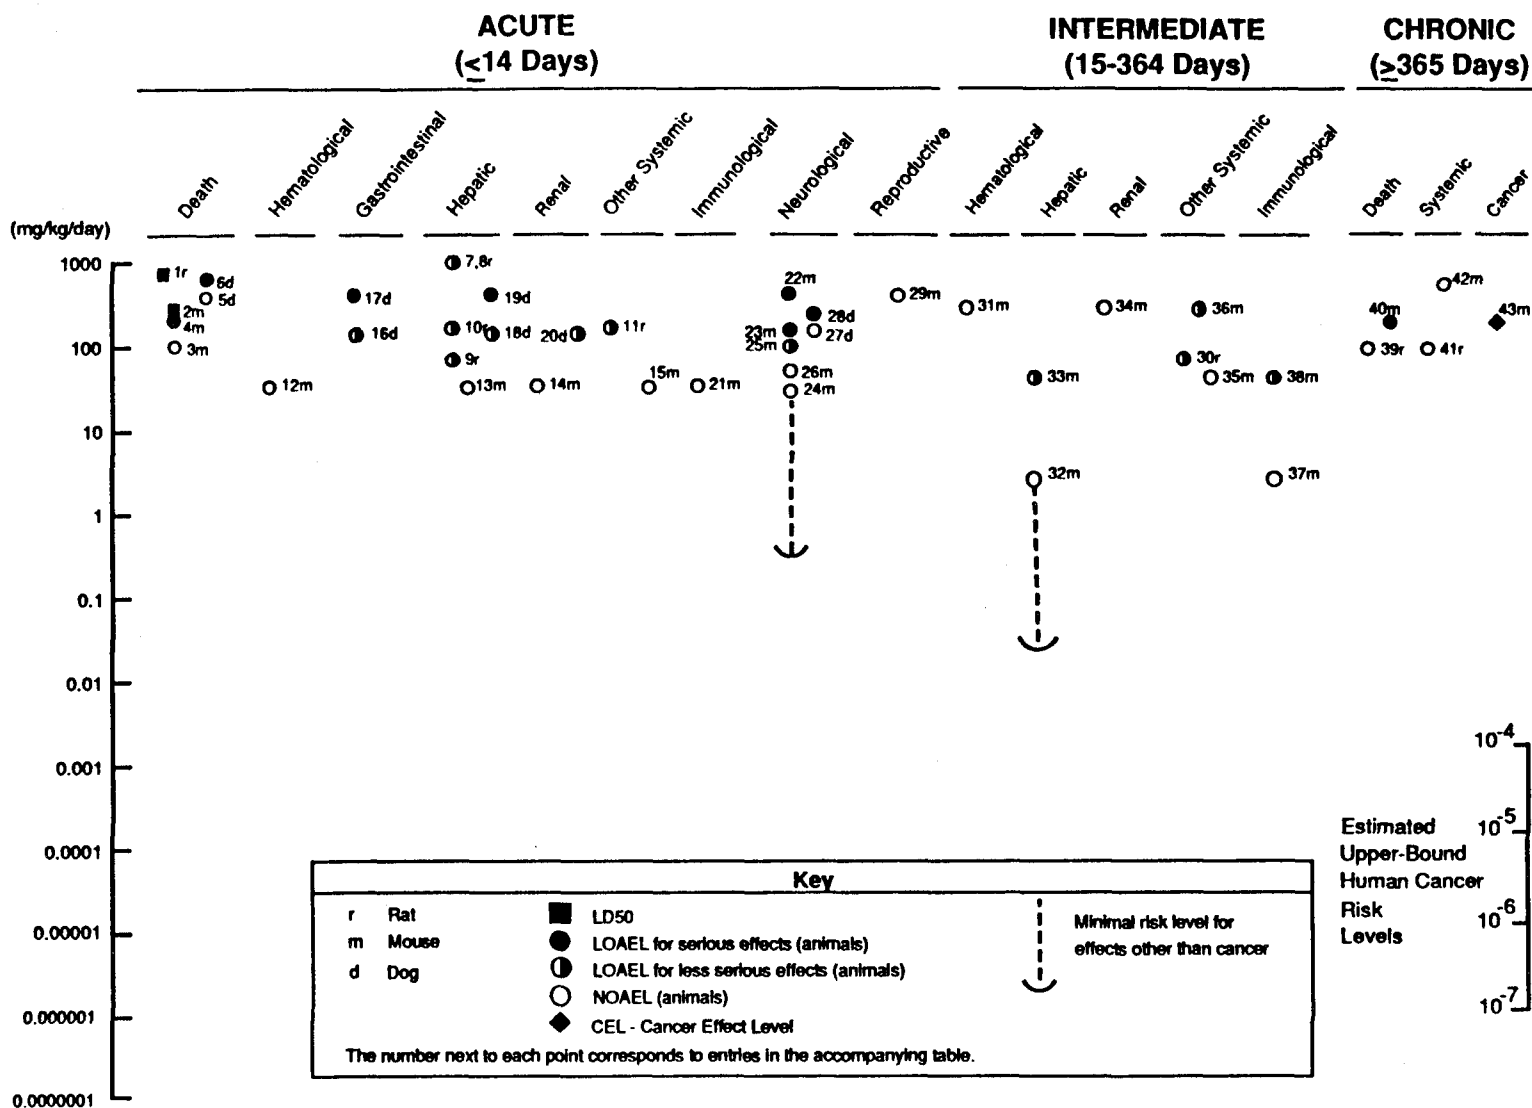 ACUTE
(≤14 Days)
INTERMEDIATE
(15-364 Days)
CHRONIC
(≥365 Days)
Death
Hematological
Gastrointestinal
Hepatic
Renal
Other Systemic
Immunological
Neurological
Reproductive
Hematological
Hepatic
Renal
Other Systemic
Immunological
Death
Systemic
Cancer
(mg/kg/day)
1000
100
10
1
0.1
0.01
0.001
0.0001
0.00001
0.000001
0.0000001
1r
6d
5d
2m
4m
3m
12m
17d
16d
7,8r
19d
10r
18d
9r
13m
20d
14m
11r
15m
21m
22m
28d
23m
27d
25m
26m
24m
29m
31m
33m
32m
34m
36m
30r
35m
38m
37m
40m
39r
42m
41r
43m
10-4
10-5
10-6
10-7
Estimated
Upper-Bound
Human Cancer
Risk
Levels
Key
r Rat
m Mouse
d Dog
LD50
LOAEL for serious effects (animals)
LOAEL for less serious effects (animals)
NOAEL (animals)
CEL - Cancer Effect Level
Minimal risk level for
effects other than cancer
The number next to each point corresponds to entries in the accompanying table.